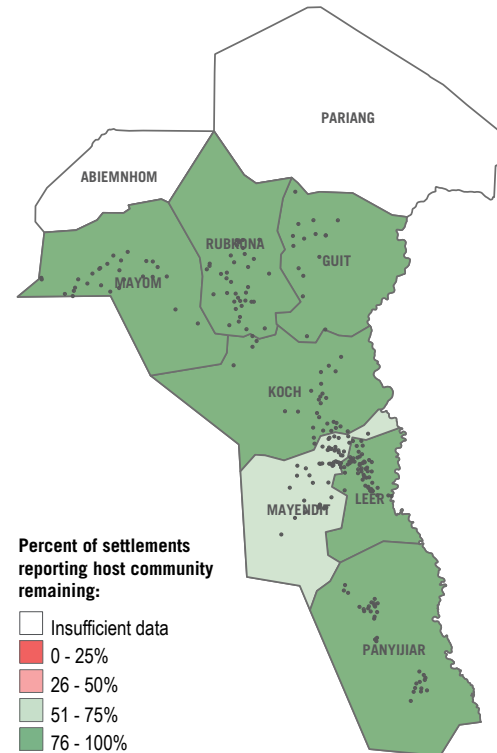 PARIANG
ABIEMNHOM
RUBKONA
GUIT
MAYOM
KOCH
MAYENDIT
LEER
PANYIJIAR
Percent of settlements
reporting host community
remaining:
Insufficient data
0 - 25%
26 - 50%
51 - 75%
76 - 100%